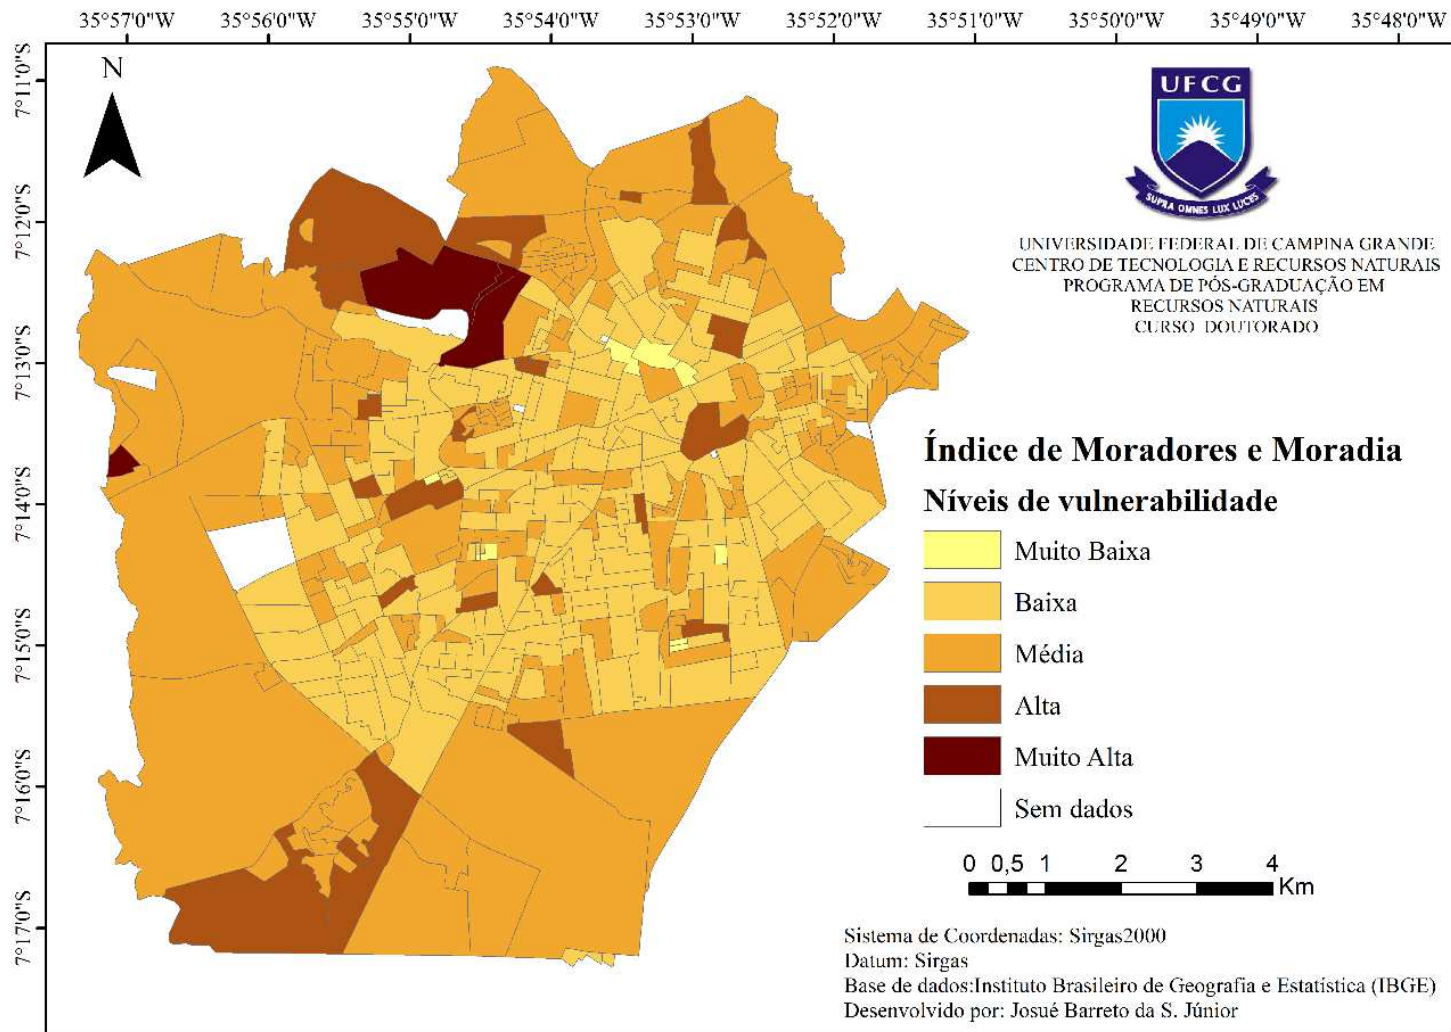 35°57'0"W 35°56'0"W 35°55'0"W 35°54'0"W 35°53'0"W 35°52'0"W 35°51'0"W 35°50'0"W 35°49'0"W 35°48'0"W
7°11'0"S
7°12'0"S
7°13'0"S
7°14'0"S
7°15'0"S
7°16'0"S
7°17'0"S
N
UFCG
SUPRA OMNES LUX LUCES
UNIVERSIDADE FEDERAL DE CAMPINA GRANDE
CENTRO DE TECNOLOGIA E RECURSOS NATURAIS
PROGRAMA DE PÓS-GRADUAÇÃO EM
RECURSOS NATURAIS
CURSO DOUTORADO
Índice de Moradores e Moradia
Níveis de vulnerabilidade
Muito Baixa
Baixa
Média
Alta
Muito Alta
Sem dados
0 0,5 1 2 3 4
Km
Sistema de Coordenadas: Sirgas2000
Datum: Sirgas
Base de dados:Instituto Brasileiro de Geografia e Estatística (IBGE)
Desenvolvido por: Josué Barreto da S. Júnior